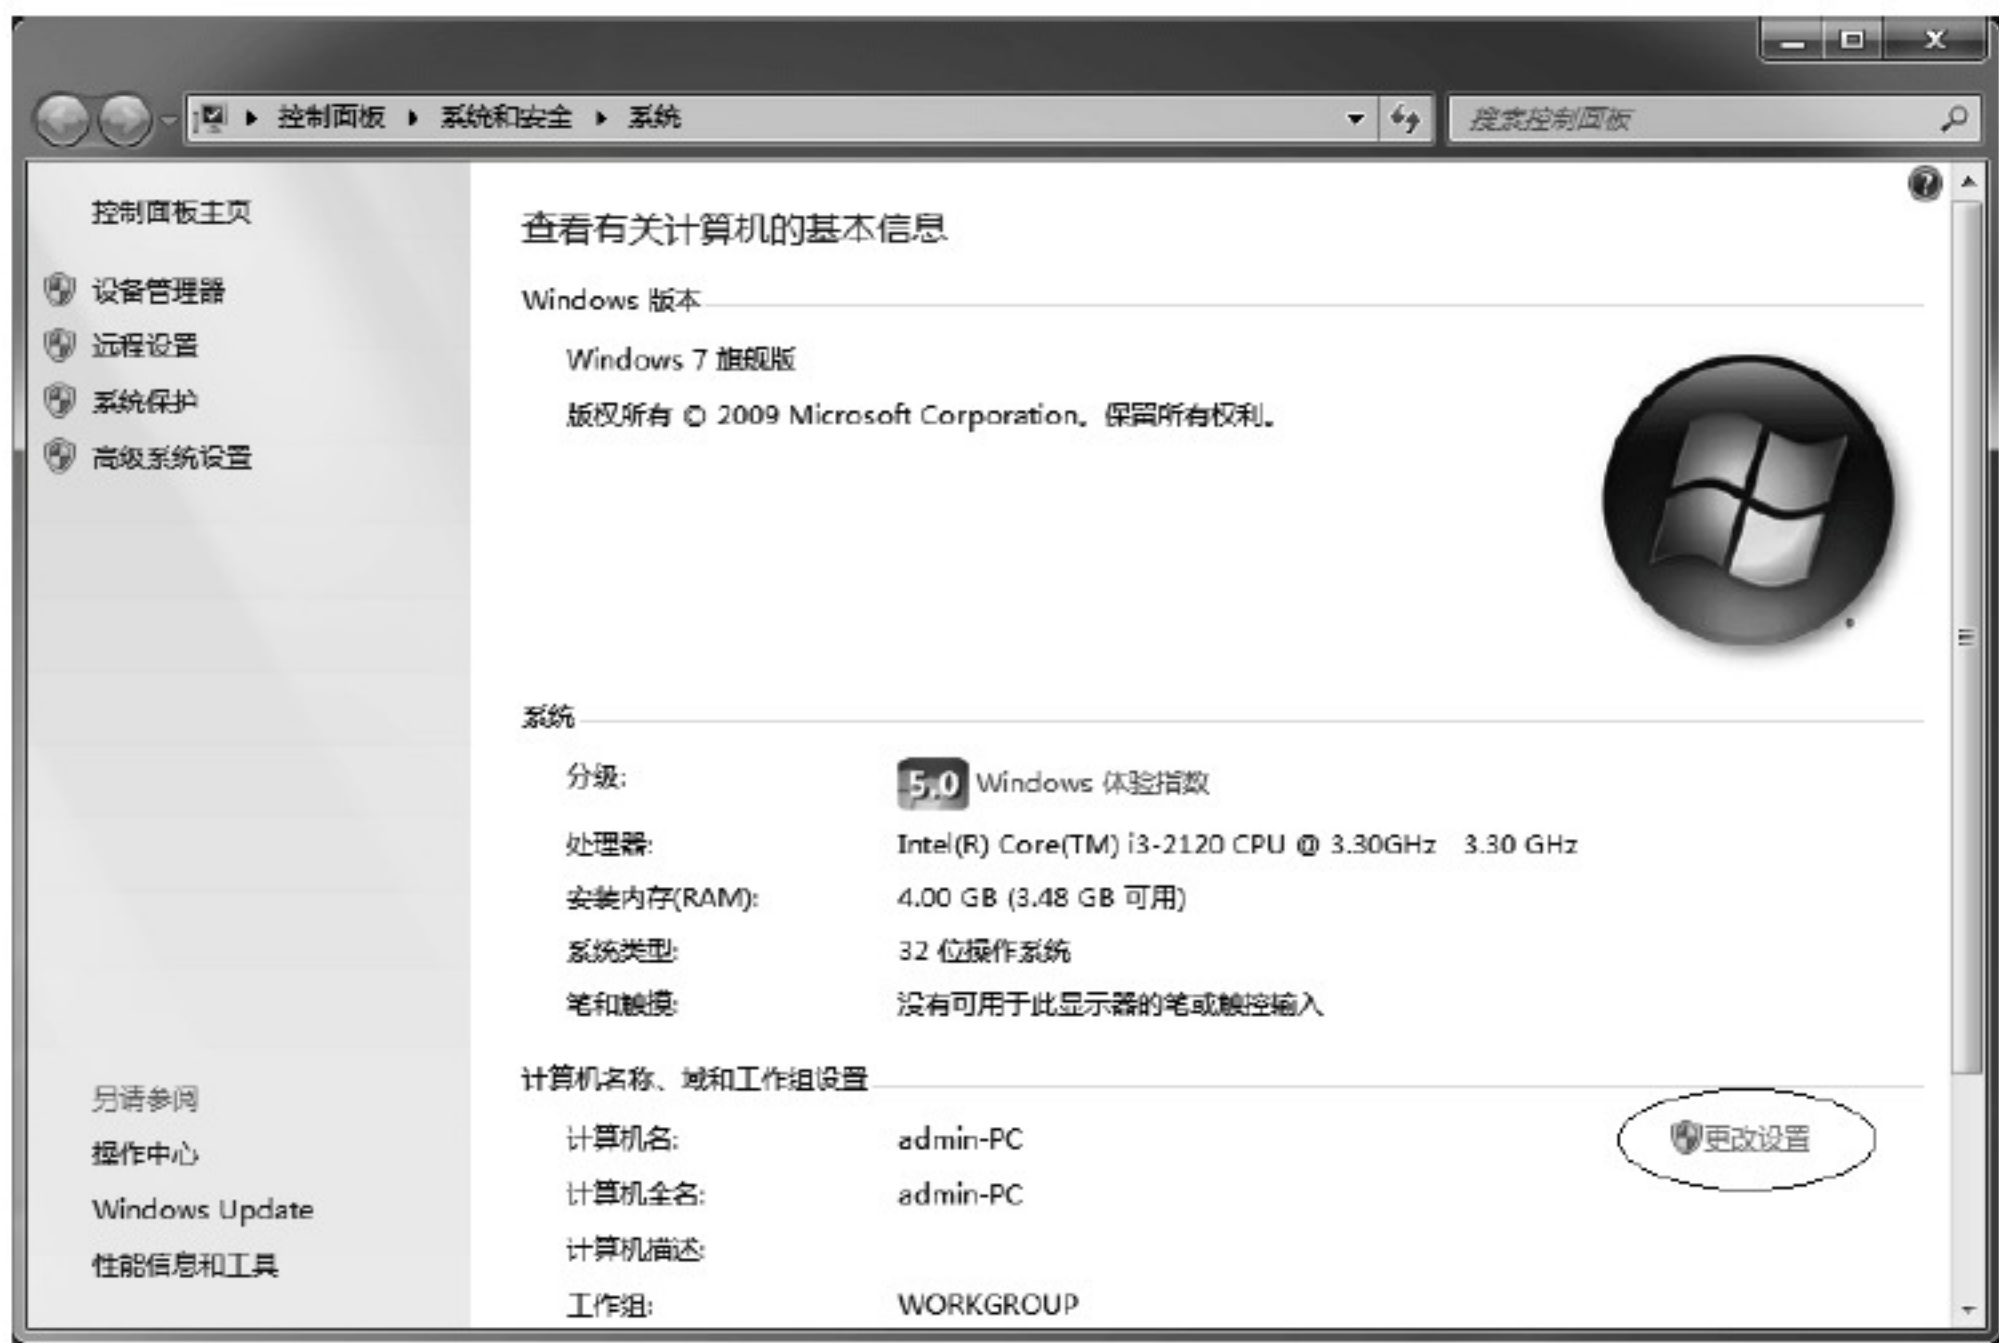 控制面板 ▸ 系统和安全 ▸ 系统
搜索控制面板
控制面板主页
设备管理器
远程设置
系统保护
高级系统设置
另请参阅
操作中心
Windows Update
性能信息和工具
查看有关计算机的基本信息
Windows 版本
Windows 7 旗舰版
版权所有 © 2009 Microsoft Corporation。保留所有权利。
系统
分级: 5.0 Windows 体验指数
处理器: Intel(R) Core(TM) i3-2120 CPU @ 3.30GHz 3.30 GHz
安装内存(RAM): 4.00 GB (3.48 GB 可用)
系统类型: 32 位操作系统
笔和触摸: 没有可用于此显示器的笔或触控输入
计算机名称、域和工作组设置
计算机名: admin-PC
更改设置
计算机全名: admin-PC
计算机描述:
工作组: WORKGROUP